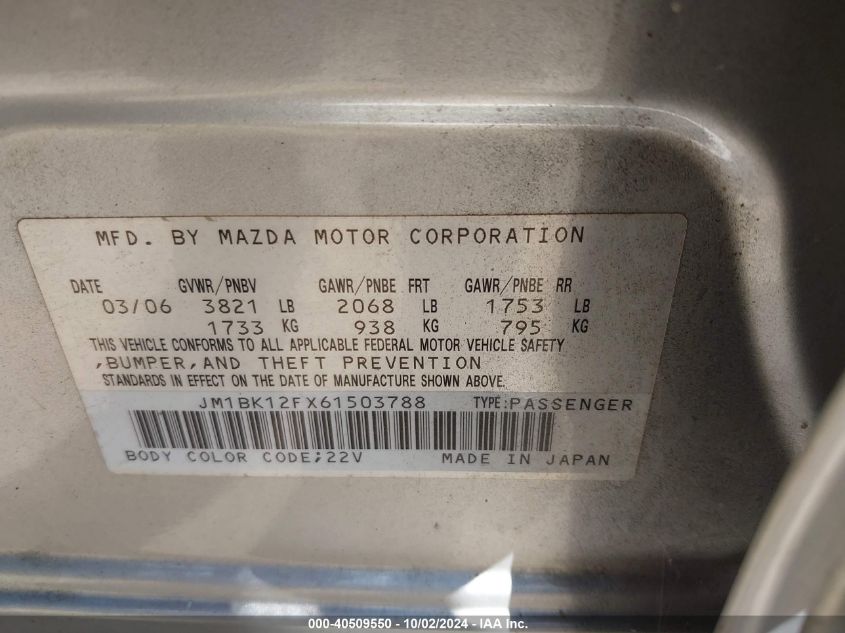 MFD. BY MAZDA MOTOR CORPORATION
DATE GVWR/PNBV GAWR/PNBE FRT GAWR/PNBE RR
03/06 3821 LB 2068 LB 1753 LB
1733 KG 938 KG 795 KG
THIS VEHICLE CONFORMS TO ALL APPLICABLE FEDERAL MOTOR VEHICLE SAFETY
,BUMPER,AND THEFT PREVENTION
STANDARDS IN EFFECT ON THE DATE OF MANUFACTURE SHOWN ABOVE.
JM1BK12FX61503788 TYPE:PASSENGER
BODY COLOR CODE;22V MADE IN JAPAN
000-40509550 - 10/02/2024 - IAA Inc.